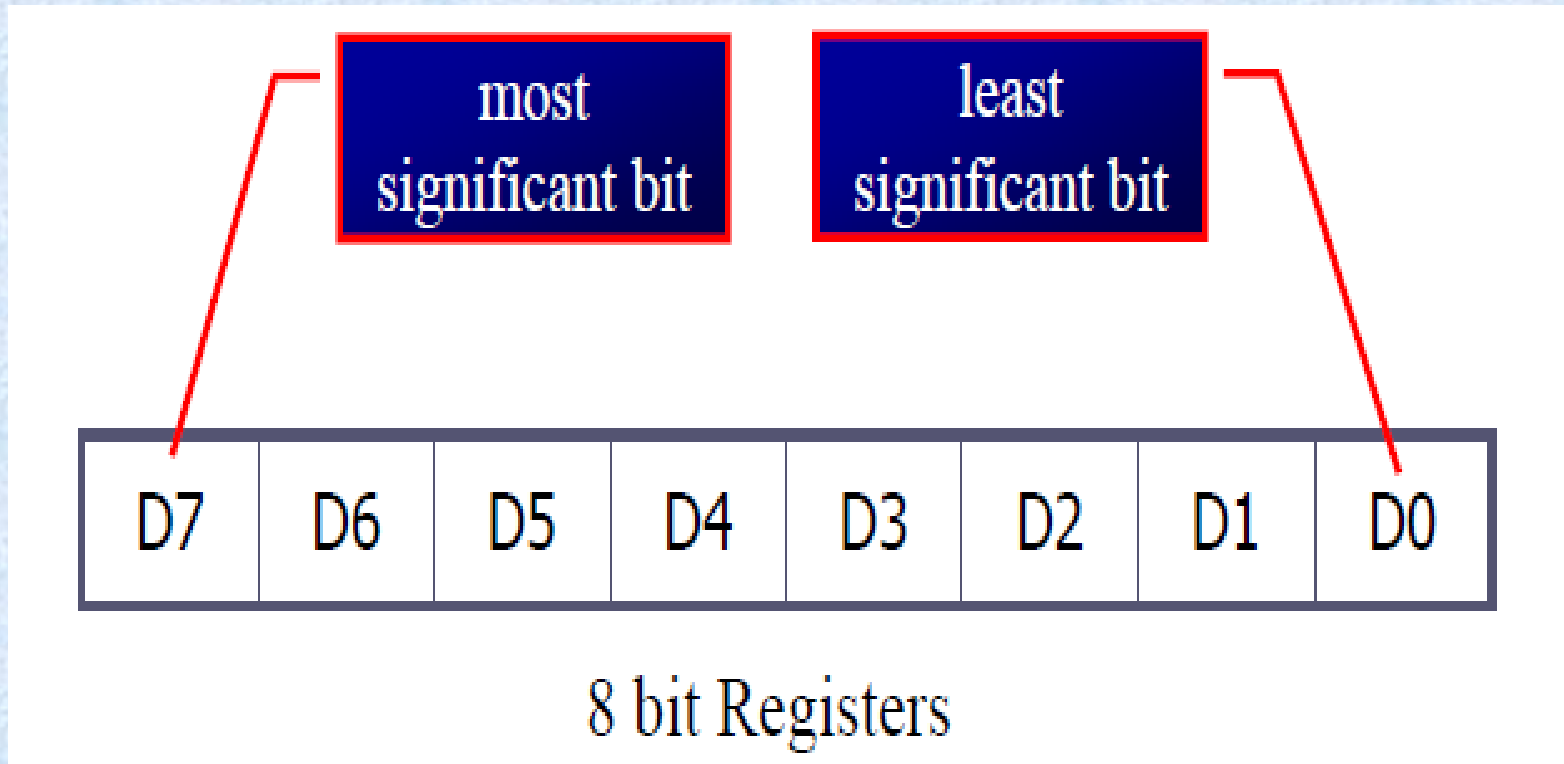 most
significant bit
least
significant bit
D7 D6 D5 D4 D3 D2 D1 D0
8 bit Registers